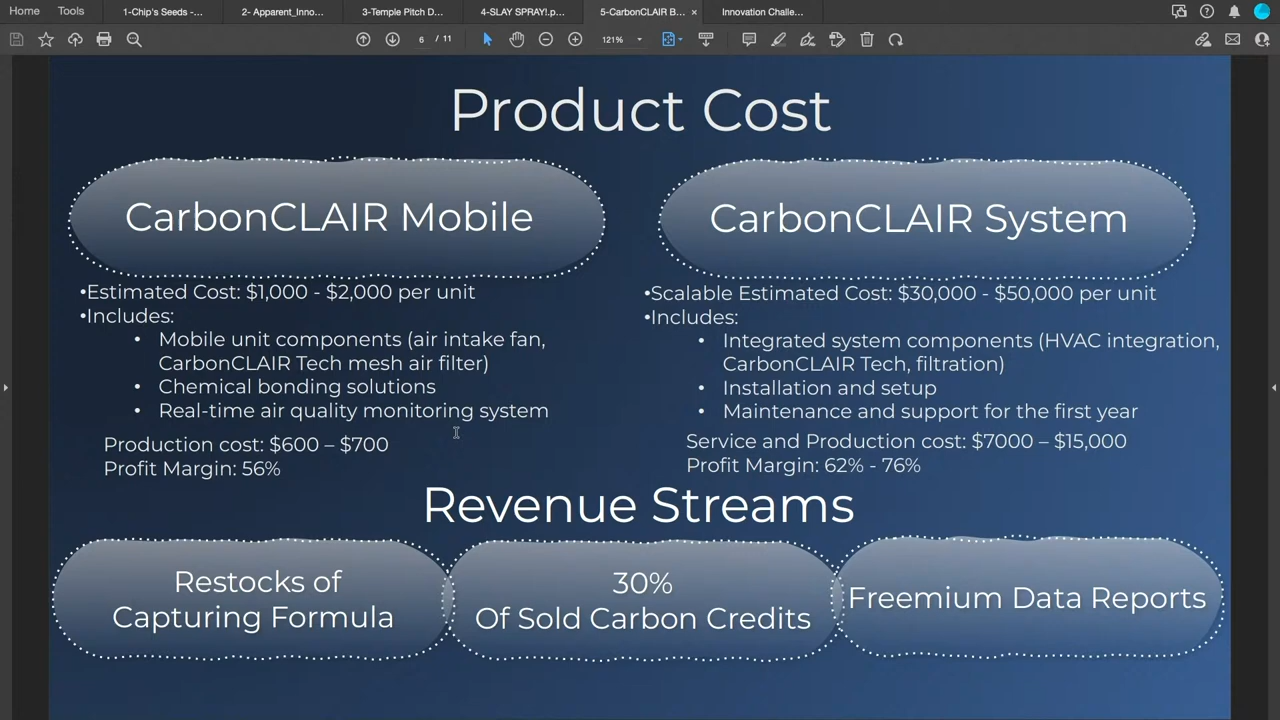 Home
Tools
1-Chip's Seeds -...
2- Apparent_Inno...
3-Temple Pitch D...
4-SLAY SPRAY!.p...
5-CarbonCLAIR B... ×
Innovation Challe...
6 / 11
121%
Product Cost
CarbonCLAIR Mobile
•Estimated Cost: $1,000 - $2,000 per unit
•Includes:
• Mobile unit components (air intake fan,
CarbonCLAIR Tech mesh air filter)
• Chemical bonding solutions
• Real-time air quality monitoring system
Production cost: $600 – $700
Profit Margin: 56%
CarbonCLAIR System
•Scalable Estimated Cost: $30,000 - $50,000 per unit
•Includes:
• Integrated system components (HVAC integration,
CarbonCLAIR Tech, filtration)
• Installation and setup
• Maintenance and support for the first year
Service and Production cost: $7000 – $15,000
Profit Margin: 62% - 76%
Revenue Streams
Restocks of
Capturing Formula
30%
Of Sold Carbon Credits
Freemium Data Reports